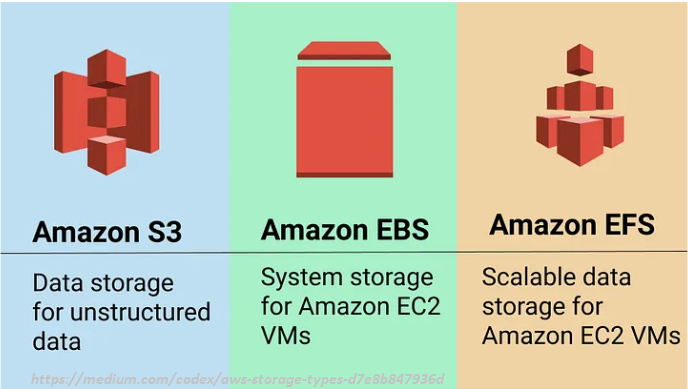 Amazon S3
Data storage
for unstructured
data
Amazon EBS
System storage
for Amazon EC2
VMs
Amazon EFS
Scalable data
storage for
Amazon EC2 VMs
https://medium.com/codex/aws-storage-types-d7e8b847936d